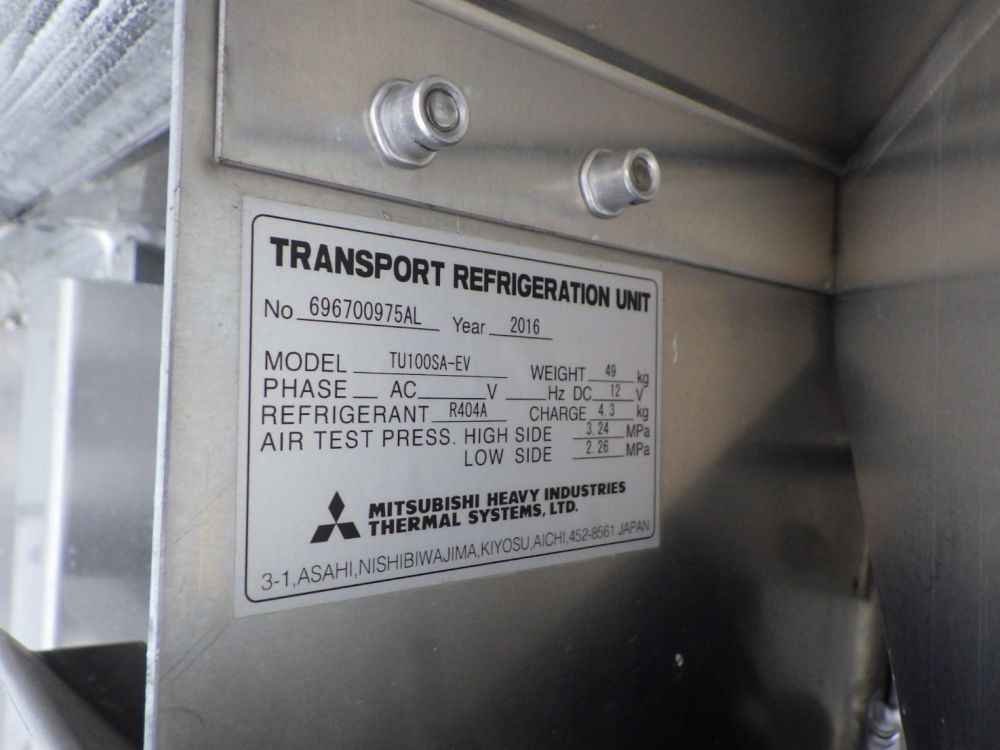 TRANSPORT REFRIGERATION UNIT
No 696700975AL Year 2016
MODEL TU100SA-EV WEIGHT 49 kg
PHASE AC V Hz DC 12 V
REFRIGERANT R404A CHARGE 4.3 kg
AIR TEST PRESS. HIGH SIDE 3.24 MPa
LOW SIDE 2.26 MPa
MITSUBISHI HEAVY INDUSTRIES
THERMAL SYSTEMS, LTD.
3-1,ASAHI,NISHIBIWAJIMA,KIYOSU,AICHI,452-8561 JAPAN